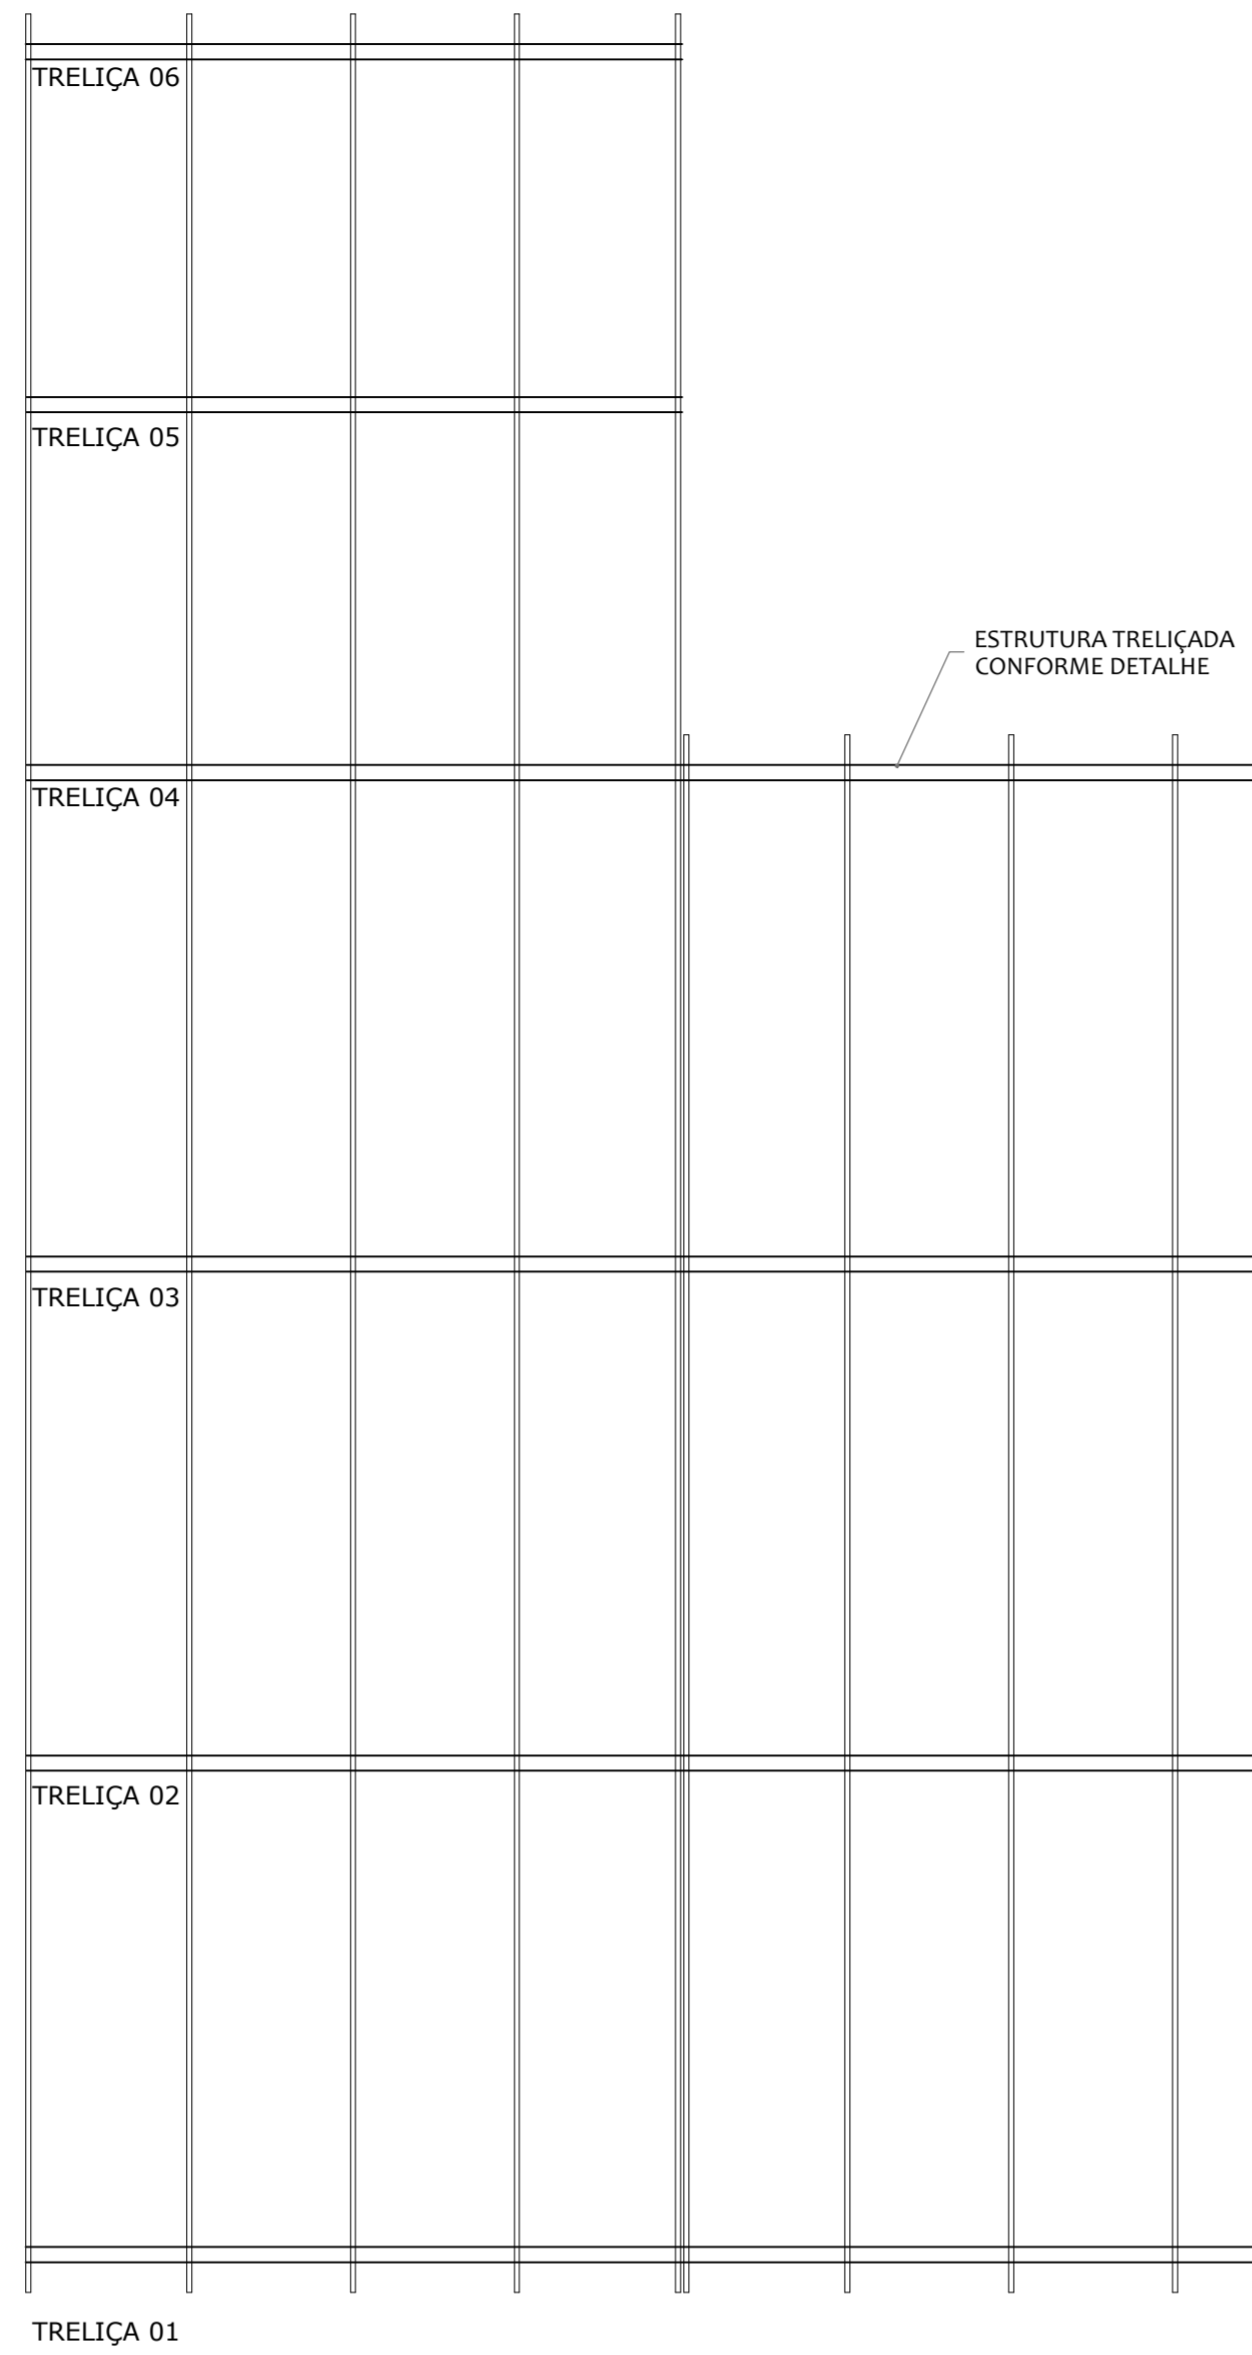 TRELIÇA 06
TRELIÇA 05
ESTRUTURA TRELIÇADA
CONFORME DETALHE
TRELIÇA 04
TRELIÇA 03
TRELIÇA 02
TRELIÇA 01